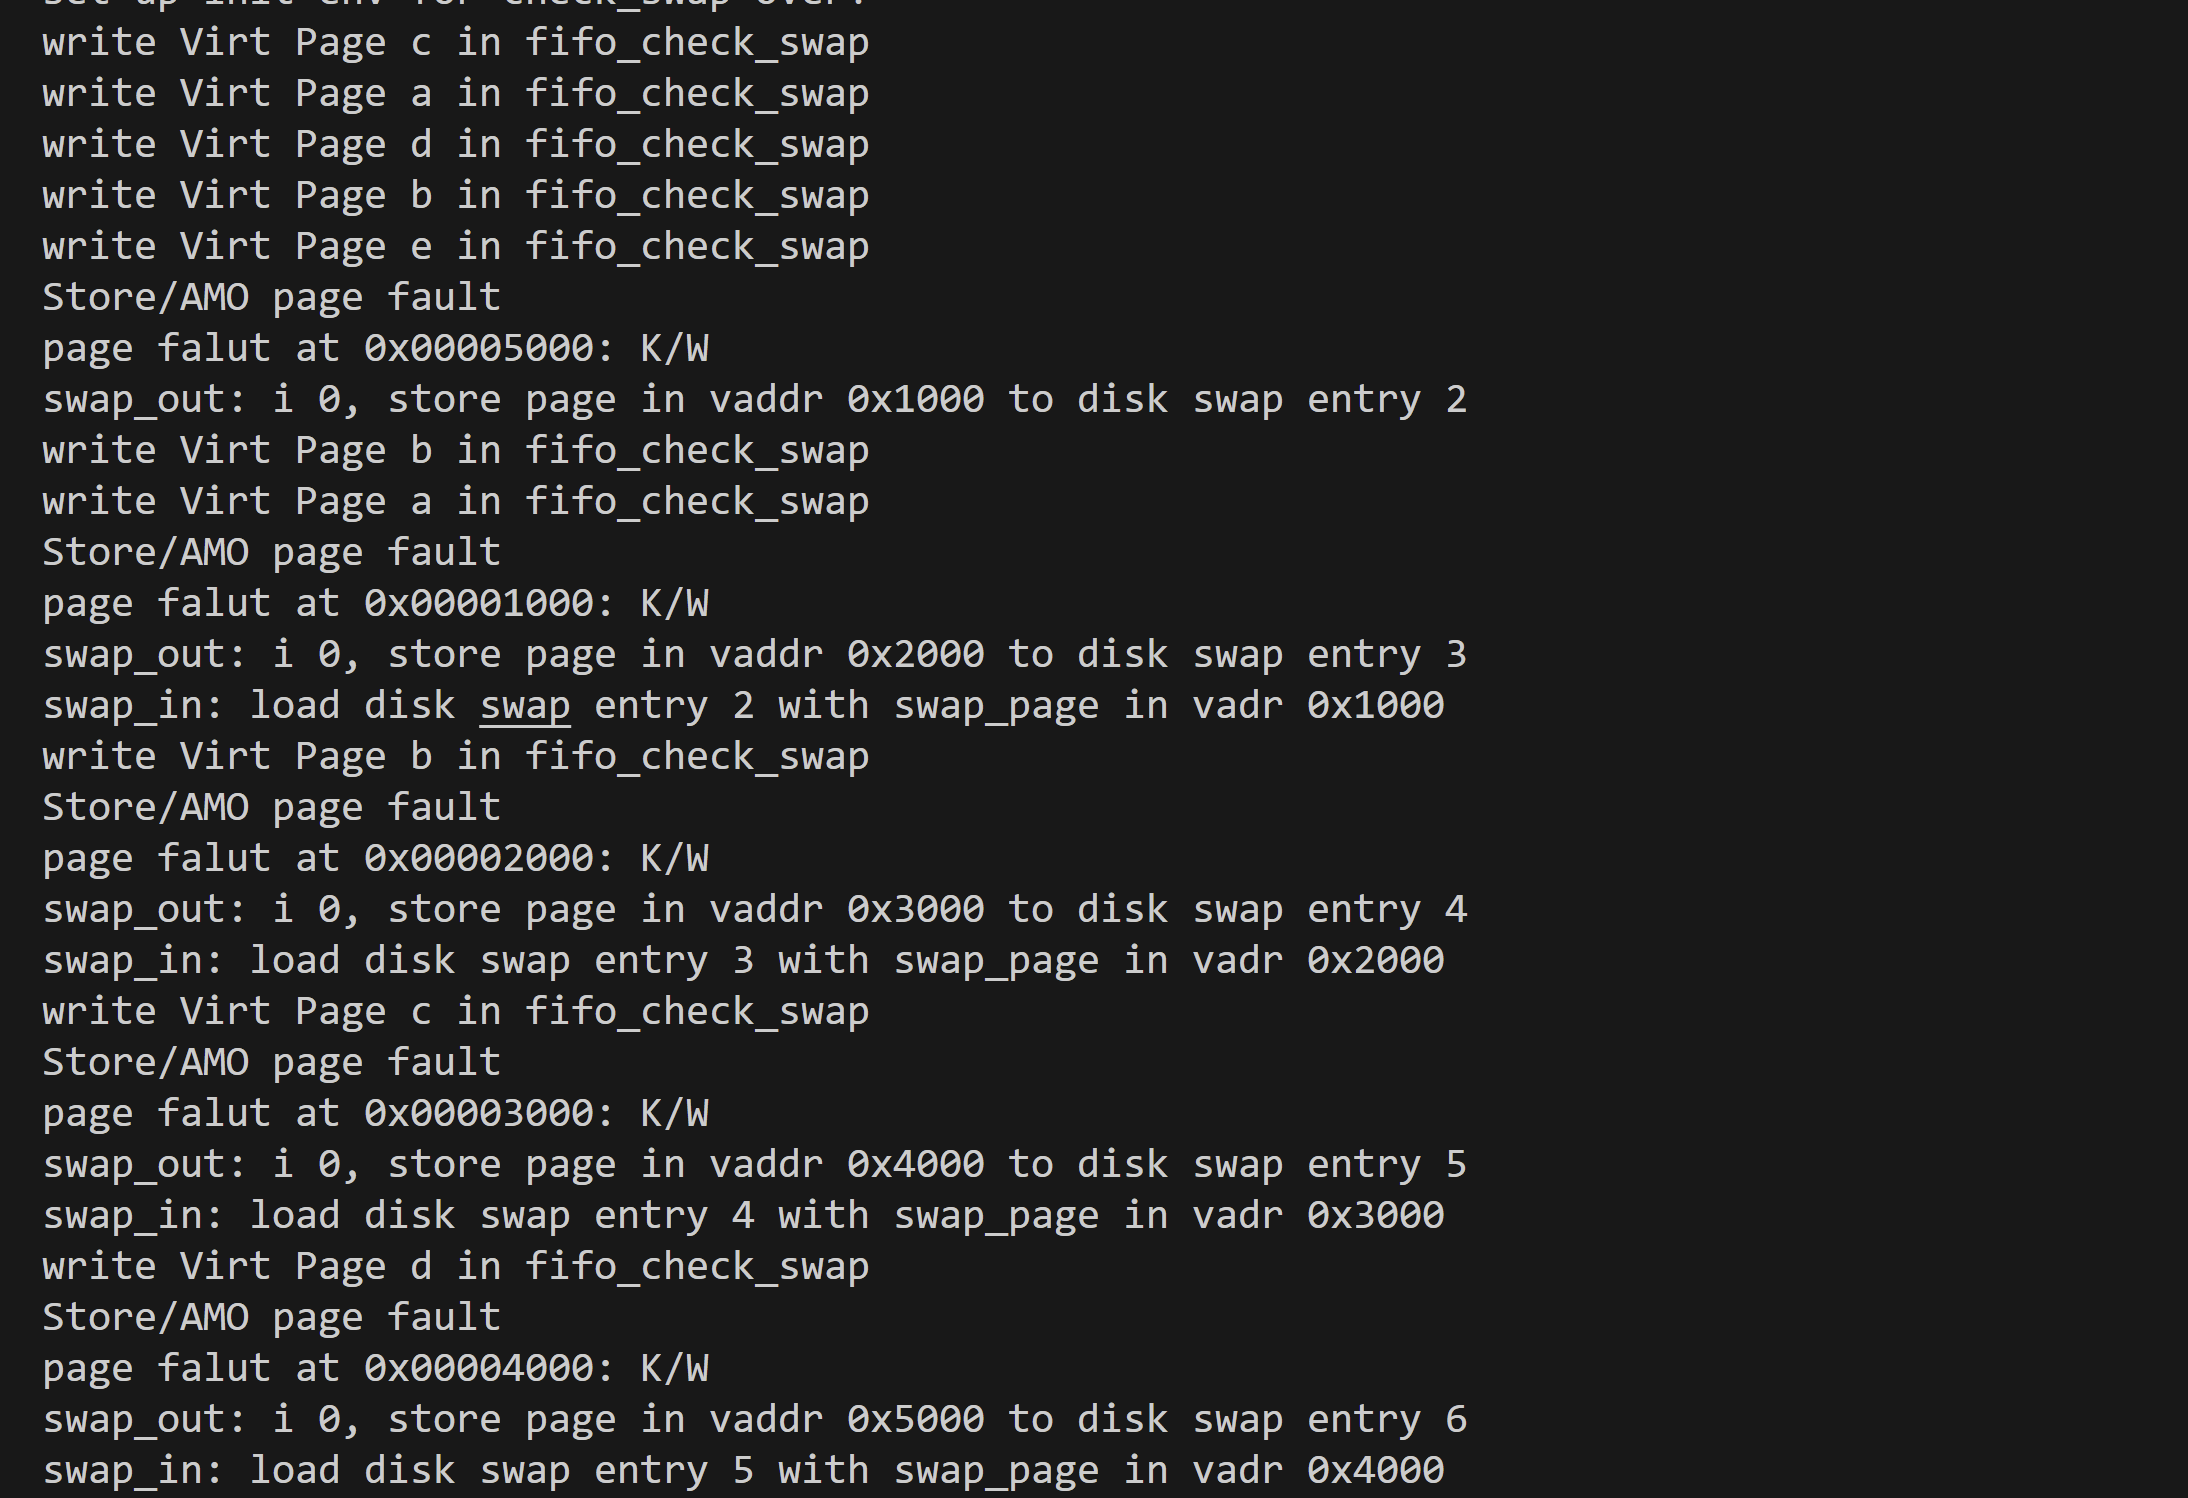 set up init env for check_swap over!
write Virt Page c in fifo_check_swap
write Virt Page a in fifo_check_swap
write Virt Page d in fifo_check_swap
write Virt Page b in fifo_check_swap
write Virt Page e in fifo_check_swap
Store/AMO page fault
page falut at 0x00005000: K/W
swap_out: i 0, store page in vaddr 0x1000 to disk swap entry 2
write Virt Page b in fifo_check_swap
write Virt Page a in fifo_check_swap
Store/AMO page fault
page falut at 0x00001000: K/W
swap_out: i 0, store page in vaddr 0x2000 to disk swap entry 3
swap_in: load disk swap entry 2 with swap_page in vadr 0x1000
write Virt Page b in fifo_check_swap
Store/AMO page fault
page falut at 0x00002000: K/W
swap_out: i 0, store page in vaddr 0x3000 to disk swap entry 4
swap_in: load disk swap entry 3 with swap_page in vadr 0x2000
write Virt Page c in fifo_check_swap
Store/AMO page fault
page falut at 0x00003000: K/W
swap_out: i 0, store page in vaddr 0x4000 to disk swap entry 5
swap_in: load disk swap entry 4 with swap_page in vadr 0x3000
write Virt Page d in fifo_check_swap
Store/AMO page fault
page falut at 0x00004000: K/W
swap_out: i 0, store page in vaddr 0x5000 to disk swap entry 6
swap_in: load disk swap entry 5 with swap_page in vadr 0x4000